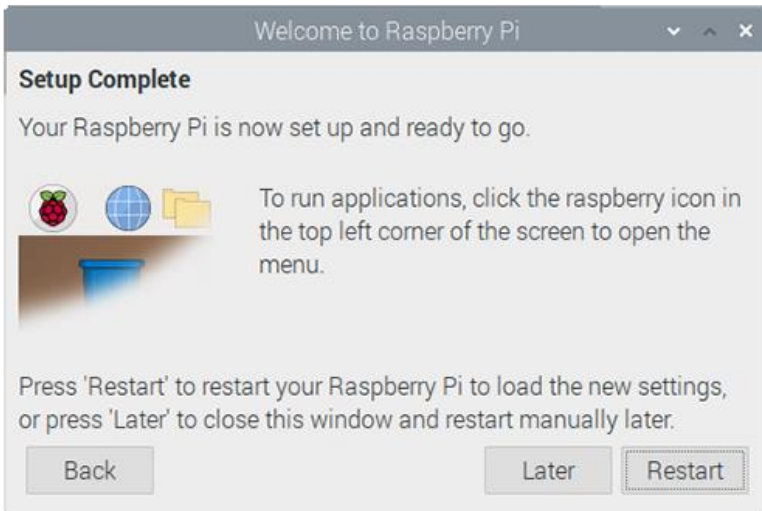 Welcome to Raspberry Pi
Setup Complete
Your Raspberry Pi is now set up and ready to go.
To run applications, click the raspberry icon in
the top left corner of the screen to open the
menu.
Press 'Restart' to restart your Raspberry Pi to load the new settings,
or press 'Later' to close this window and restart manually later.
Back Later Restart